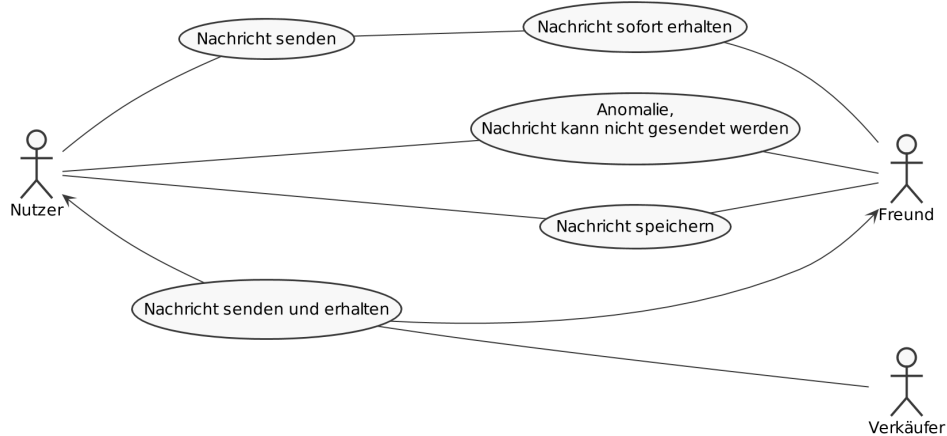 Nachricht senden
Nachricht sofort erhalten
Anomalie,
Nachricht kann nicht gesendet werden
Nutzer
Freund
Nachricht speichern
Nachricht senden und erhalten
Verkäufer